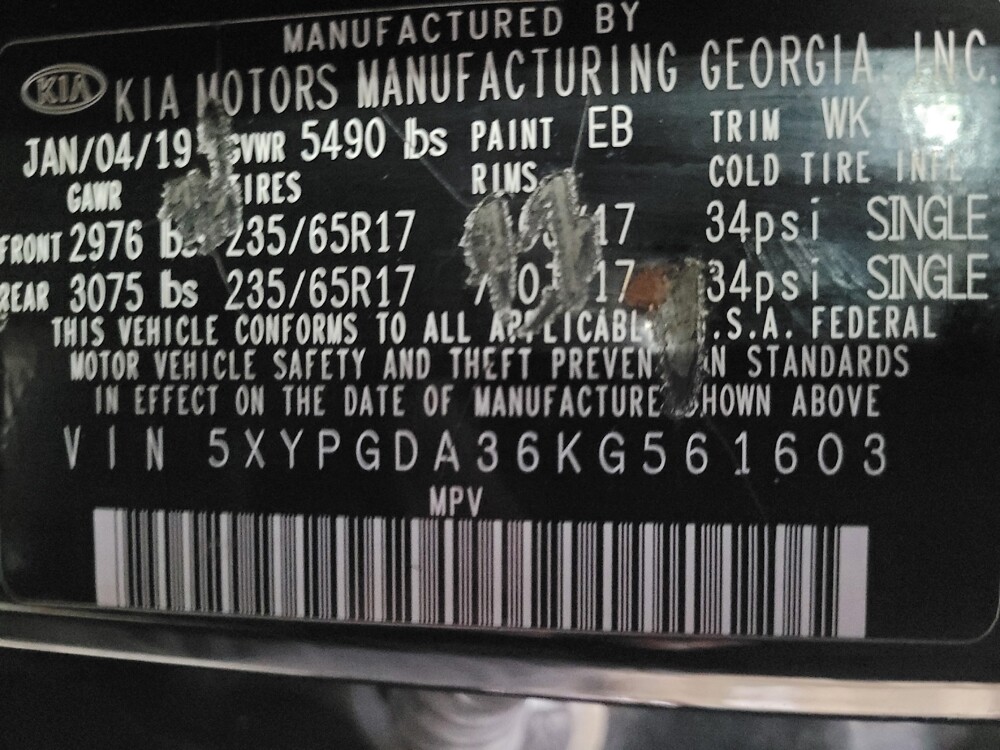 MANUFACTURED BY
KIA KIA MOTORS MANUFACTURING GEORGIA, INC.
JAN/04/19 GVWR 5490 lbs PAINT EB TRIM WK
GAWR TIRES RIMS COLD TIRE INFL
FRONT 2976 lbs 235/65R17 17 34psi SINGLE
REAR 3075 lbs 235/65R17 17 34psi SINGLE
THIS VEHICLE CONFORMS TO ALL APPLICABLE U.S.A. FEDERAL
MOTOR VEHICLE SAFETY AND THEFT PREVENTION STANDARDS
IN EFFECT ON THE DATE OF MANUFACTURE SHOWN ABOVE
VIN 5XYPGDA36KG561603
MPV